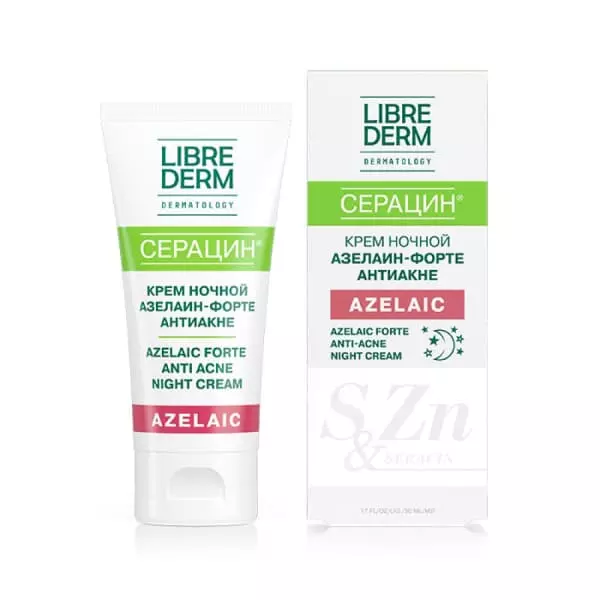 LIBRE
DERM
DERMATOLOGY
СЕРАЦИН®
КРЕМ НОЧНОЙ
АЗЕЛАИН-ФОРТЕ
АНТИАКНЕ
AZELAIC FORTE
ANTI ACNE
NIGHT CREAM
AZELAIC
LIBRE
DERM
DERMATOLOGY
СЕРАЦИН®
КРЕМ НОЧНОЙ
АЗЕЛАИН-ФОРТЕ
АНТИАКНЕ
AZELAIC
AZELAIC FORTE
ANTI-ACNE
NIGHT CREAM
S&Zn